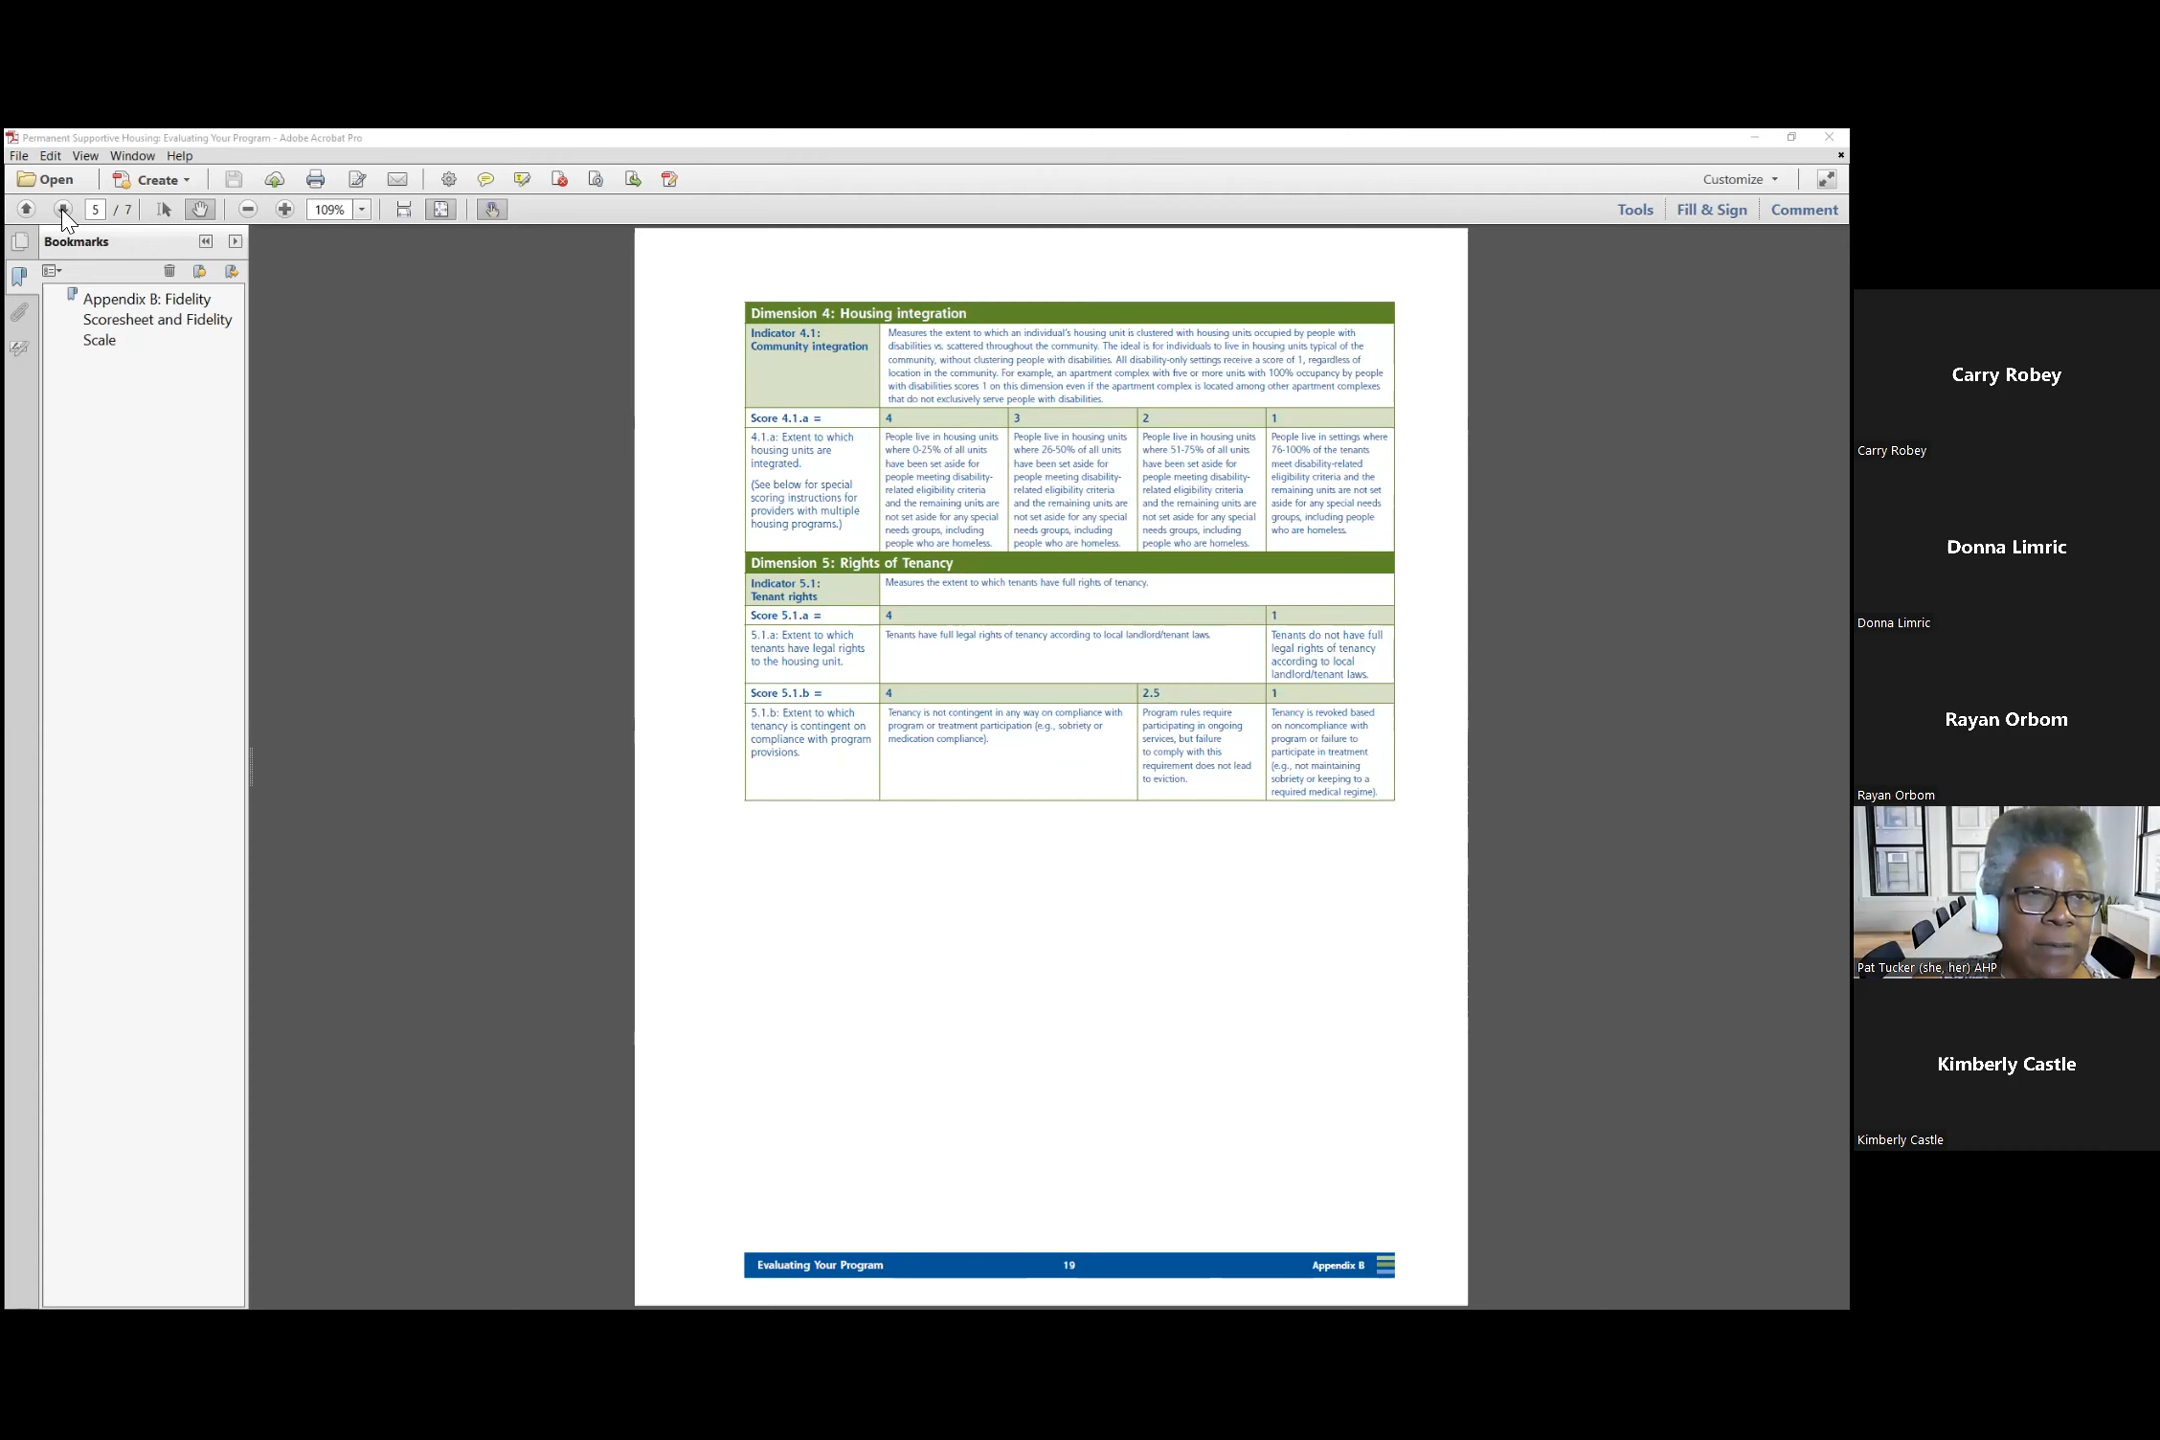 Permanent Supportive Housing: Evaluating Your Program - Adobe Acrobat Pro
File Edit View Window Help
Open Create Customize
5 / 7 109% Tools Fill & Sign Comment
Bookmarks
Appendix B: Fidelity
Scoresheet and Fidelity
Scale
Dimension 4: Housing integration
Indicator 4.1:
Community integration
Measures the extent to which an individual's housing unit is clustered with housing units occupied by people with
disabilities vs. scattered throughout the community. The ideal is for individuals to live in housing units typical of the
community, without clustering people with disabilities. All disability-only settings receive a score of 1, regardless of
location in the community. For example, an apartment complex with five or more units with 100% occupancy by people
with disabilities scores 1 on this dimension even if the apartment complex is located among other apartment complexes
that do not exclusively serve people with disabilities.
Score 4.1.a = 4 3 2 1
4.1.a: Extent to which
housing units are
integrated.
(See below for special
scoring instructions for
providers with multiple
housing programs.)
People live in housing units
where 0-25% of all units
have been set aside for
people meeting disability-
related eligibility criteria
and the remaining units are
not set aside for any special
needs groups, including
people who are homeless.
People live in housing units
where 26-50% of all units
have been set aside for
people meeting disability-
related eligibility criteria
and the remaining units are
not set aside for any special
needs groups, including
people who are homeless.
People live in housing units
where 51-75% of all units
have been set aside for
people meeting disability-
related eligibility criteria
and the remaining units are
not set aside for any special
needs groups, including
people who are homeless.
People live in settings where
76-100% of the tenants
meet disability-related
eligibility criteria and the
remaining units are not set
aside for any special needs
groups, including people
who are homeless.
Dimension 5: Rights of Tenancy
Indicator 5.1:
Tenant rights
Measures the extent to which tenants have full rights of tenancy.
Score 5.1.a = 4 1
5.1.a: Extent to which
tenants have legal rights
to the housing unit.
Tenants have full legal rights of tenancy according to local landlord/tenant laws.
Tenants do not have full
legal rights of tenancy
according to local
landlord/tenant laws.
Score 5.1.b = 4 2.5 1
5.1.b: Extent to which
tenancy is contingent on
compliance with program
provisions.
Tenancy is not contingent in any way on compliance with
program or treatment participation (e.g., sobriety or
medication compliance).
Program rules require
participating in ongoing
services, but failure
to comply with this
requirement does not lead
to eviction.
Tenancy is revoked based
on noncompliance with
program or failure to
participate in treatment
(e.g., not maintaining
sobriety or keeping to a
required medical regime).
Evaluating Your Program 19 Appendix B
Carry Robey
Carry Robey
Donna Limric
Donna Limric
Rayan Orbom
Rayan Orbom
Pat Tucker (she, her) AHP
Kimberly Castle
Kimberly Castle